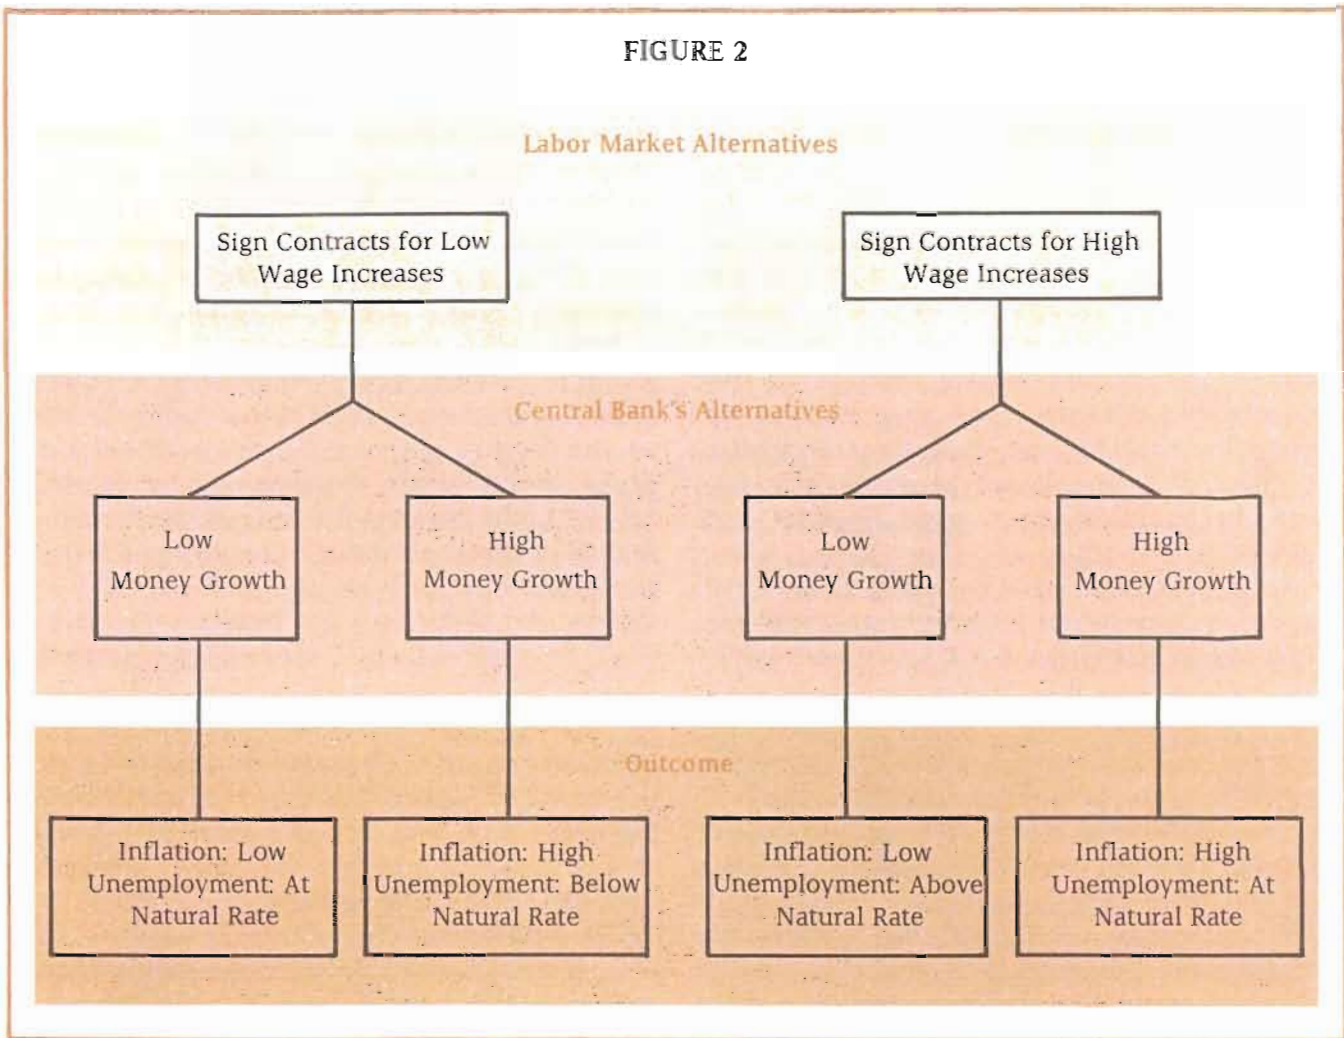 FIGURE 2
Labor Market Alternatives
Sign Contracts for Low
Wage Increases
Sign Contracts for High
Wage Increases
Central Bank's Alternatives
Low
Money Growth
High
Money Growth
Low
Money Growth
High
Money Growth
Outcome
Inflation: Low
Unemployment: At
Natural Rate
Inflation: High
Unemployment: Below
Natural Rate
Inflation: Low
Unemployment: Above
Natural Rate
Inflation: High
Unemployment: At
Natural Rate